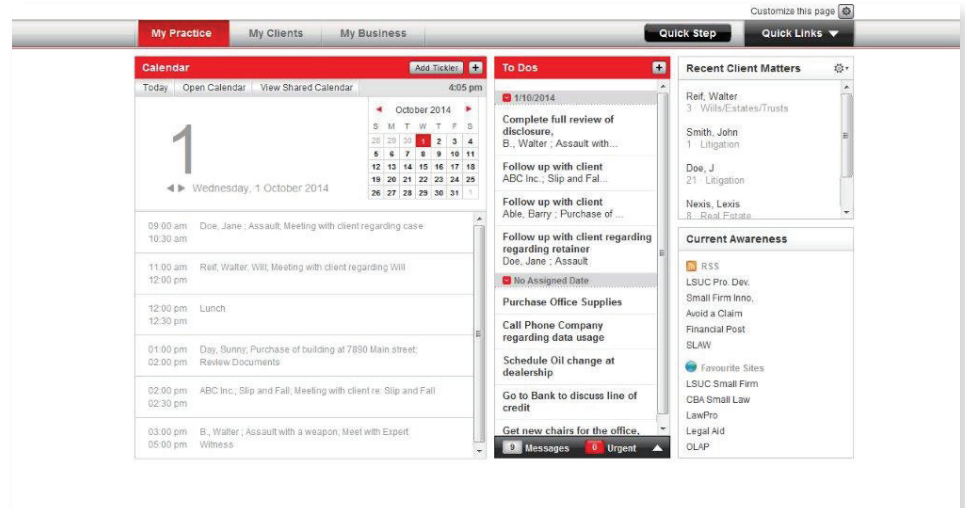 Customize this page
My Practice My Clients My Business Quick Step Quick Links
Calendar Add Tickler +
Today Open Calendar View Shared Calendar 4:05 pm
October 2014
S M T W T F S
28 29 30 1 2 3 4
5 6 7 8 9 10 11
12 13 14 15 16 17 18
19 20 21 22 23 24 25
26 27 28 29 30 31 1
1
Wednesday, 1 October 2014
09:00 am Doe, Jane ; Assault; Meeting with client regarding case
10:30 am
11:00 am Reif, Walter; Will; Meeting with client regarding Will
12:00 pm
12:00 pm Lunch
12:30 pm
01:00 pm Day, Sunny; Purchase of building at 7890 Main street;
02:00 pm Review Documents
02:00 pm ABC Inc.; Slip and Fall; Meeting with client re: Slip and Fall
02:30 pm
03:00 pm B., Walter ; Assault with a weapon; Meet with Expert
05:00 pm Witness
To Dos +
1/10/2014
Complete full review of
disclosure,
B., Walter ; Assault with...
Follow up with client
ABC Inc.; Slip and Fal...
Follow up with client
Able, Barry ; Purchase of ...
Follow up with client regarding
regarding retainer
Doe, Jane ; Assault
No Assigned Date
Purchase Office Supplies
Call Phone Company
regarding data usage
Schedule Oil change at
dealership
Go to Bank to discuss line of
credit
Get new chairs for the office,
9 Messages 0 Urgent
Recent Client Matters
Reif, Walter
3 Wills/Estates/Trusts
Smith, John
1 Litigation
Doe, J
21 Litigation
Nexis, Lexis
8 Real Estate
Current Awareness
RSS
LSUC Pro. Dev.
Small Firm Inno.
Avoid a Claim
Financial Post
SLAW
Favourite Sites
LSUC Small Firm
CBA Small Law
LawPro
Legal Aid
OLAP